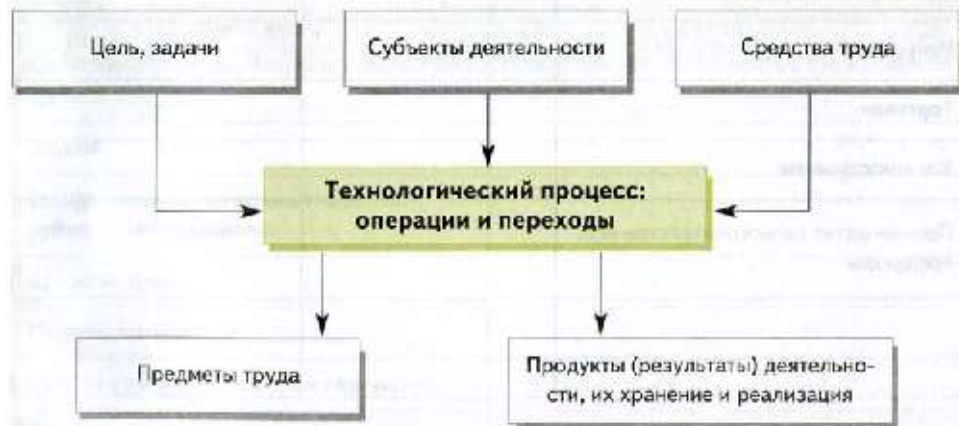 Цель, задачи
Субъекты деятельности
Средства труда
Технологический процесс:
операции и переходы
Предметы труда
Продукты (результаты) деятельно-
сти, их хранение и реализация